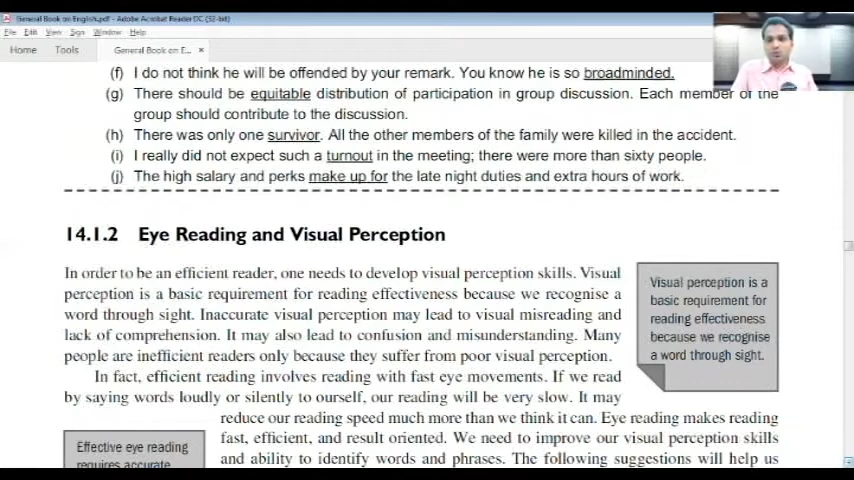 General Book on English.pdf - Adobe Acrobat Reader DC (32-bit)
File Edit View Sign Window Help
Home Tools General Book on E... ×
(f) I do not think he will be offended by your remark. You know he is so broadminded.
(g) There should be equitable distribution of participation in group discussion. Each member of the
group should contribute to the discussion.
(h) There was only one survivor. All the other members of the family were killed in the accident.
(i) I really did not expect such a turnout in the meeting; there were more than sixty people.
(j) The high salary and perks make up for the late night duties and extra hours of work.
14.1.2 Eye Reading and Visual Perception
In order to be an efficient reader, one needs to develop visual perception skills. Visual
perception is a basic requirement for reading effectiveness because we recognise a
word through sight. Inaccurate visual perception may lead to visual misreading and
lack of comprehension. It may also lead to confusion and misunderstanding. Many
people are inefficient readers only because they suffer from poor visual perception.
Visual perception is a
basic requirement for
reading effectiveness
because we recognise
a word through sight.
In fact, efficient reading involves reading with fast eye movements. If we read
by saying words loudly or silently to ourself, our reading will be very slow. It may
reduce our reading speed much more than we think it can. Eye reading makes reading
fast, efficient, and result oriented. We need to improve our visual perception skills
and ability to identify words and phrases. The following suggestions will help us
Effective eye reading
requires accurate